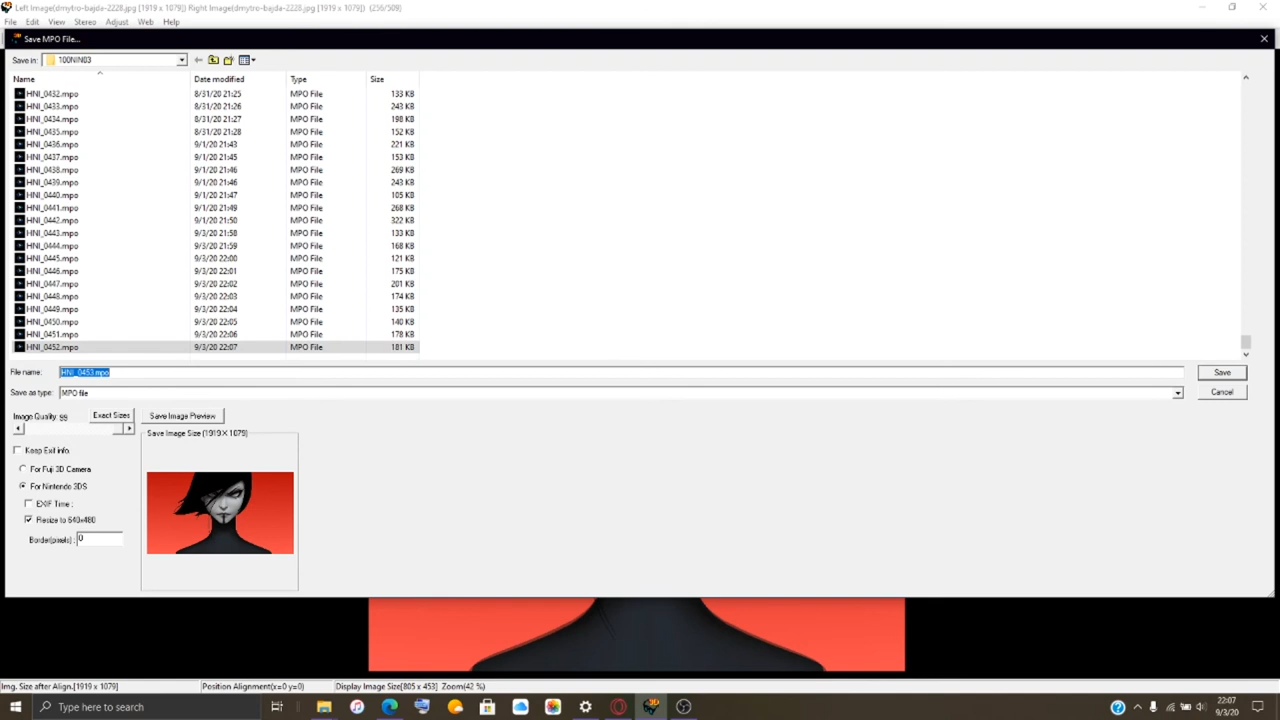 Left Image(dmytro-bajda-2228.jpg [1919 x 1079]) Right Image(dmytro-bajda-2228.jpg [1919 x 1079]) (256/509)
File Edit View Stereo Adjust Web Help
Save MPO File...
Save in: 100NIN03
Name Date modified Type Size
HNI_0432.mpo 8/31/20 21:25 MPO File 133 KB
HNI_0433.mpo 8/31/20 21:26 MPO File 243 KB
HNI_0434.mpo 8/31/20 21:27 MPO File 198 KB
HNI_0435.mpo 8/31/20 21:28 MPO File 152 KB
HNI_0436.mpo 9/1/20 21:43 MPO File 221 KB
HNI_0437.mpo 9/1/20 21:45 MPO File 153 KB
HNI_0438.mpo 9/1/20 21:46 MPO File 269 KB
HNI_0439.mpo 9/1/20 21:46 MPO File 243 KB
HNI_0440.mpo 9/1/20 21:47 MPO File 105 KB
HNI_0441.mpo 9/1/20 21:49 MPO File 268 KB
HNI_0442.mpo 9/1/20 21:50 MPO File 322 KB
HNI_0443.mpo 9/3/20 21:58 MPO File 133 KB
HNI_0444.mpo 9/3/20 21:59 MPO File 168 KB
HNI_0445.mpo 9/3/20 22:00 MPO File 121 KB
HNI_0446.mpo 9/3/20 22:01 MPO File 175 KB
HNI_0447.mpo 9/3/20 22:02 MPO File 201 KB
HNI_0448.mpo 9/3/20 22:03 MPO File 174 KB
HNI_0449.mpo 9/3/20 22:04 MPO File 135 KB
HNI_0450.mpo 9/3/20 22:05 MPO File 140 KB
HNI_0451.mpo 9/3/20 22:06 MPO File 178 KB
HNI_0452.mpo 9/3/20 22:07 MPO File 181 KB
File name: HNI_0453.mpo Save
Save as type: MPO file Cancel
Image Quality: 99 Exact Sizes Save Image Preview
Save Image Size (1919×1079)
Keep Exif info.
For Fuji 3D Camera
For Nintendo 3DS
EXIF Time :
Resize to 640x480
Border(pixels) : 0
Img. Size after Align.[1919 x 1079] Position Alignment(x=0 y=0) Display Image Size[805 x 453] Zoom(42 %)
Type here to search
22:07
9/3/20